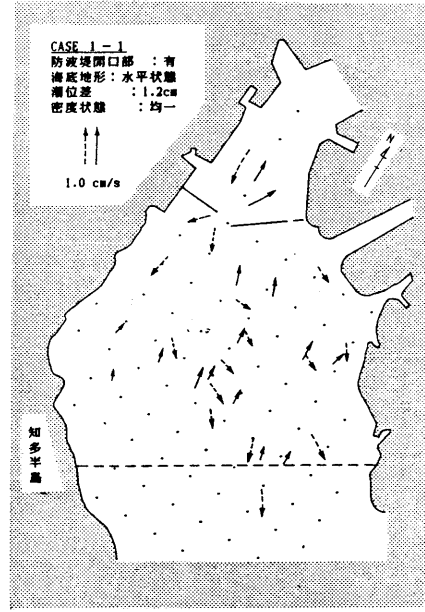 CASE 1-1
防波堤開口部 : 有
海底地形: 水平状態
潮位差 : 1.2cm
密度状態 : 均一
1.0 cm/s
N
知多半島